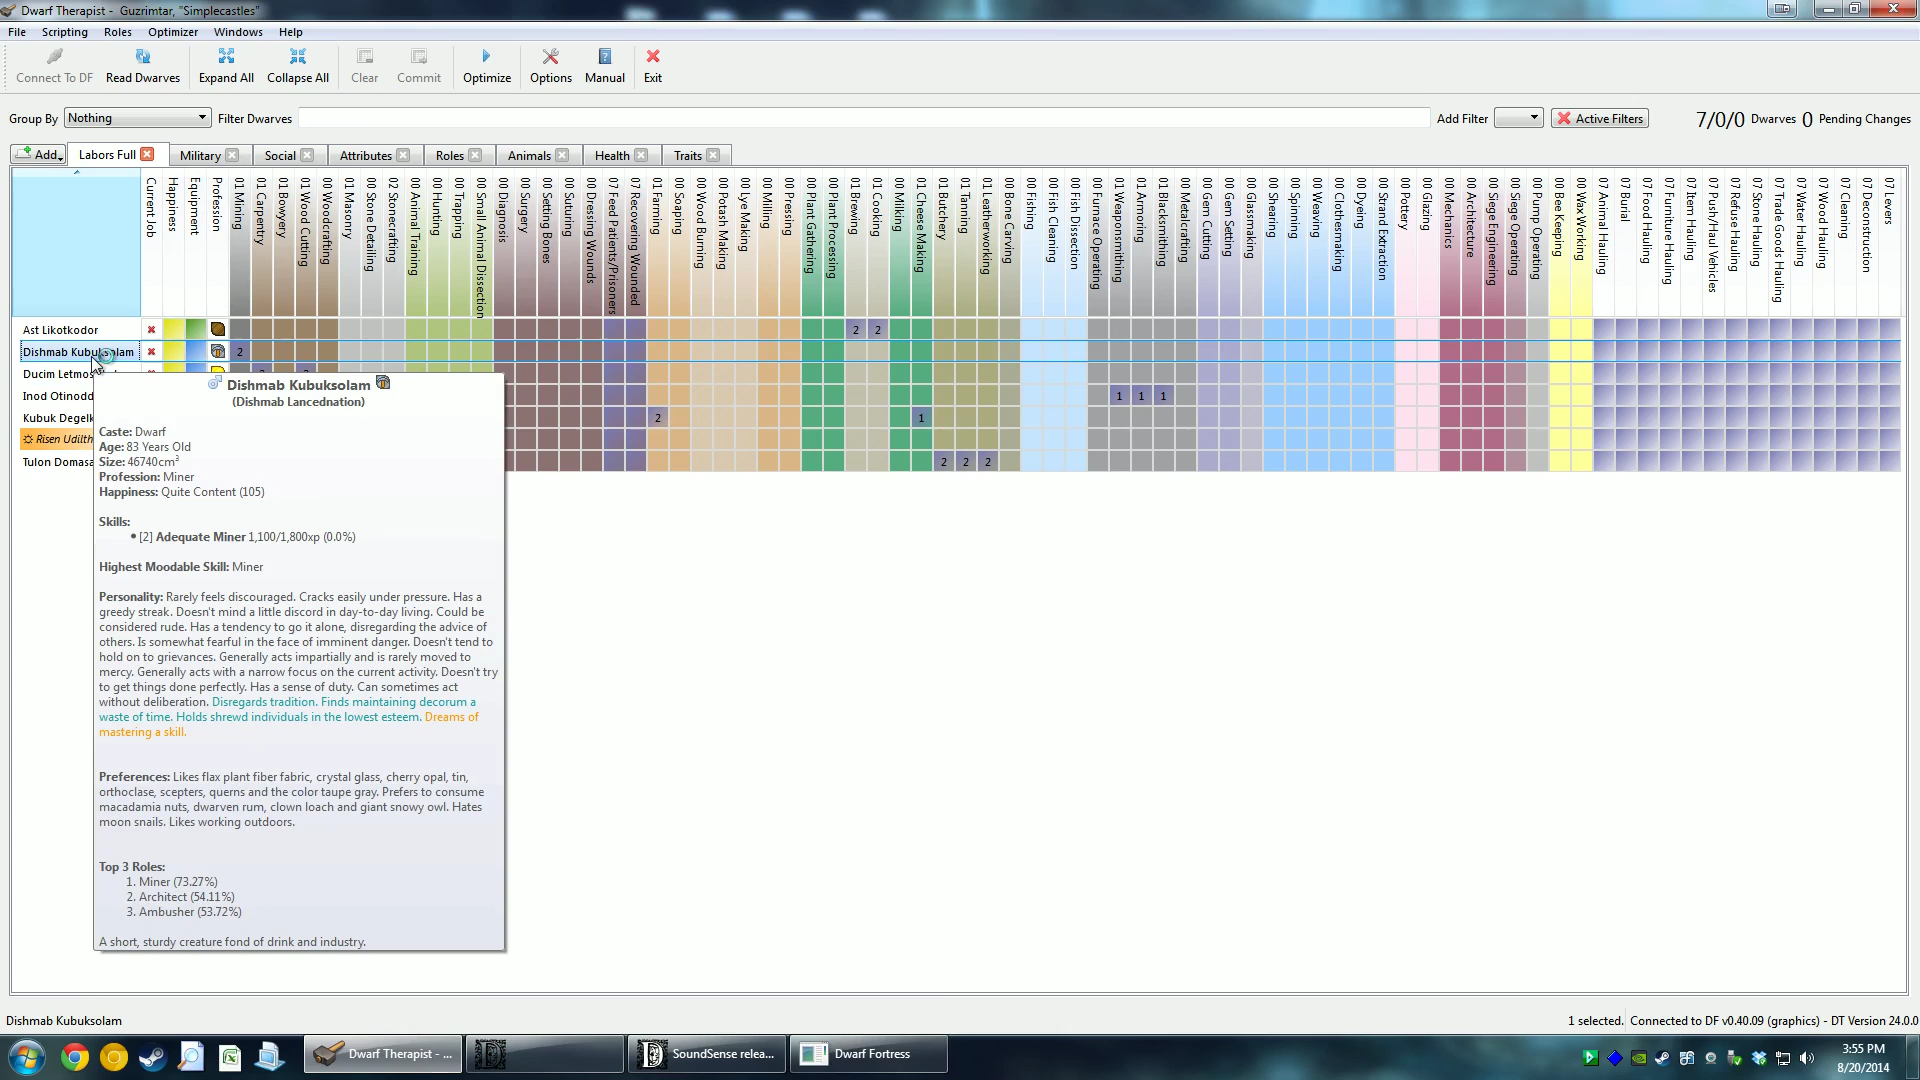 Dwarf Therapist - Guzrimtar, "Simplecastles"
File Scripting Roles Optimizer Windows Help
Connect To DF Read Dwarves Expand All Collapse All Clear Commit Optimize Options Manual Exit
Group By Nothing Filter Dwarves Add Filter Active Filters 7/0/0 Dwarves 0 Pending Changes
Add Labors Full Military Social Attributes Roles Animals Health Traits
Current Job
Happiness
Equipment
Profession
01 Mining
01 Carpentry
01 Bowyery
01 Wood Cutting
00 Woodcrafting
01 Masonry
00 Stone Detailing
02 Stonecrafting
00 Animal Training
00 Hunting
00 Trapping
00 Small Animal Dissection
00 Diagnosis
00 Surgery
00 Setting Bones
00 Suturing
00 Dressing Wounds
07 Feed Patients/Prisoners
07 Recovering Wounded
01 Farming
00 Soaping
00 Wood Burning
00 Potash Making
00 Lye Making
00 Milling
00 Pressing
00 Plant Gathering
00 Plant Processing
01 Brewing
01 Cooking
00 Milking
01 Cheese Making
01 Butchery
01 Tanning
01 Leatherworking
00 Bone Carving
00 Fishing
00 Fish Cleaning
00 Fish Dissection
00 Furnace Operating
01 Weaponsmithing
01 Armoring
01 Blacksmithing
00 Metalcrafting
00 Gem Cutting
00 Gem Setting
00 Glassmaking
00 Shearing
00 Spinning
00 Weaving
00 Clothesmaking
00 Dyeing
00 Strand Extraction
00 Pottery
00 Glazing
00 Mechanics
00 Architecture
00 Siege Engineering
00 Siege Operating
00 Pump Operating
00 Bee Keeping
00 Wax Working
07 Animal Hauling
07 Burial
07 Food Hauling
07 Furniture Hauling
07 Item Hauling
07 Push/Haul Vehicles
07 Refuse Hauling
07 Stone Hauling
07 Trade Goods Hauling
07 Water Hauling
07 Wood Hauling
07 Cleaning
07 Deconstruction
07 Levers
Ast Likotkodor 2 2
Dishmab Kubuksolam 2
Ducim
Inod 1 1 1
Kubuk 2 1
Risen
Tulon 2 2 2
Dishmab Kubuksolam
(Dishmab Lancednation)
Caste: Dwarf
Age: 83 Years Old
Size: 46740cm³
Profession: Miner
Happiness: Quite Content (105)
Skills:
• [2] Adequate Miner 1,100/1,800xp (0.0%)
Highest Moodable Skill: Miner
Personality: Rarely feels discouraged. Cracks easily under pressure. Has a
greedy streak. Doesn't mind a little discord in day-to-day living. Could be
considered rude. Has a tendency to go it alone, disregarding the advice of
others. Is somewhat fearful in the face of imminent danger. Doesn't tend to
hold on to grievances. Generally acts impartially and is rarely moved to
mercy. Generally acts with a narrow focus on the current activity. Doesn't try
to get things done perfectly. Has a sense of duty. Can sometimes act
without deliberation. Disregards tradition. Finds maintaining decorum a
waste of time. Holds shrewd individuals in the lowest esteem. Dreams of
mastering a skill.
Preferences: Likes flax plant fiber fabric, crystal glass, cherry opal, tin,
orthoclase, scepters, querns and the color taupe gray. Prefers to consume
macadamia nuts, dwarven rum, clown loach and giant snowy owl. Hates
moon snails. Likes working outdoors.
Top 3 Roles:
1. Miner (73.27%)
2. Architect (54.11%)
3. Ambusher (53.72%)
A short, sturdy creature fond of drink and industry.
Dishmab Kubuksolam 1 selected. Connected to DF v0.40.09 (graphics) - DT Version 24.0.0
Dwarf Therapist - ... SoundSense relea... Dwarf Fortress 3:55 PM
8/20/2014